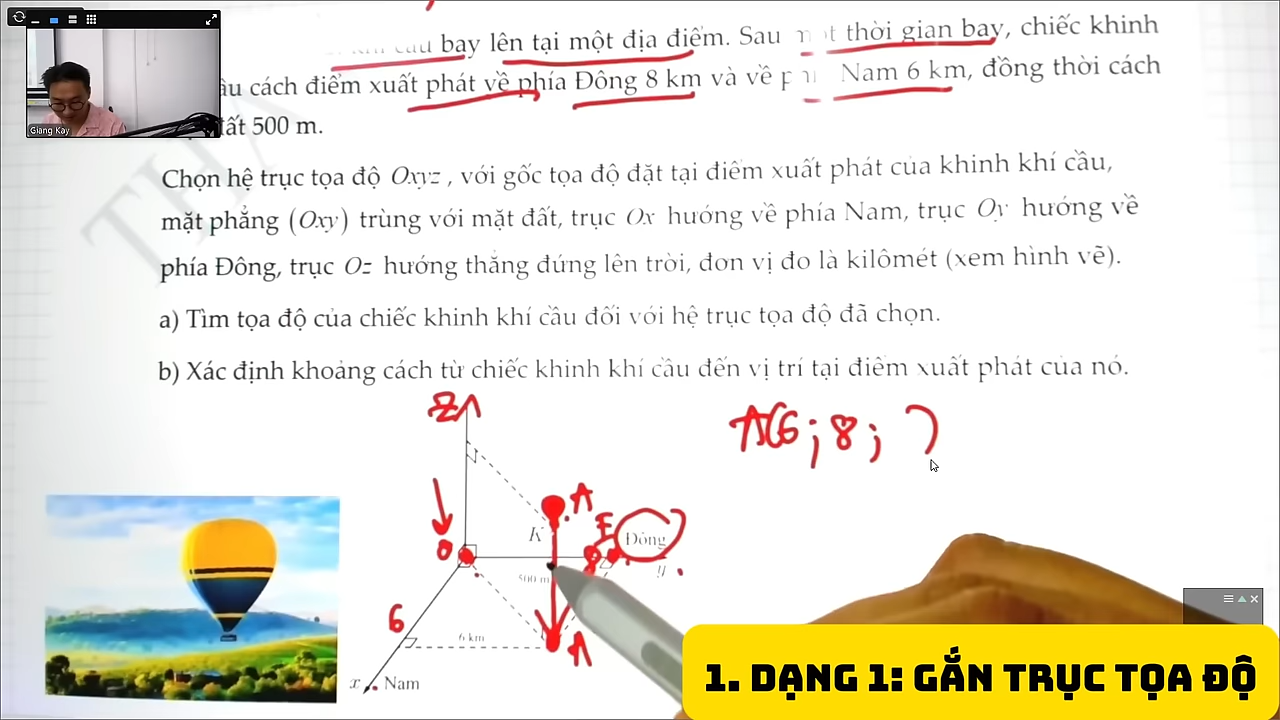 bay lên tại một địa điểm. Sau một thời gian bay, chiếc khinh
cách điểm xuất phát về phía Đông 8 km và về phía Nam 6 km, đồng thời cách
đất 500 m.
Giang Kay
Chọn hệ trục tọa độ Oxyz, với gốc tọa độ đặt tại điểm xuất phát của khinh khí cầu,
mặt phẳng (Oxy) trùng với mặt đất, trục Ox hướng về phía Nam, trục Oy hướng về
phía Đông, trục Oz hướng thẳng đứng lên trời, đơn vị đo là kilômét (xem hình vẽ).
a) Tìm tọa độ của chiếc khinh khí cầu đối với hệ trục tọa độ đã chọn.
b) Xác định khoảng cách từ chiếc khinh khí cầu đến vị trí tại điểm xuất phát của nó.
z
A(6; 8; )
A
K
E
Đông
O
8
500 m
y
6
6 km
A
x
Nam
1. DẠNG 1: GẮN TRỤC TỌA ĐỘ